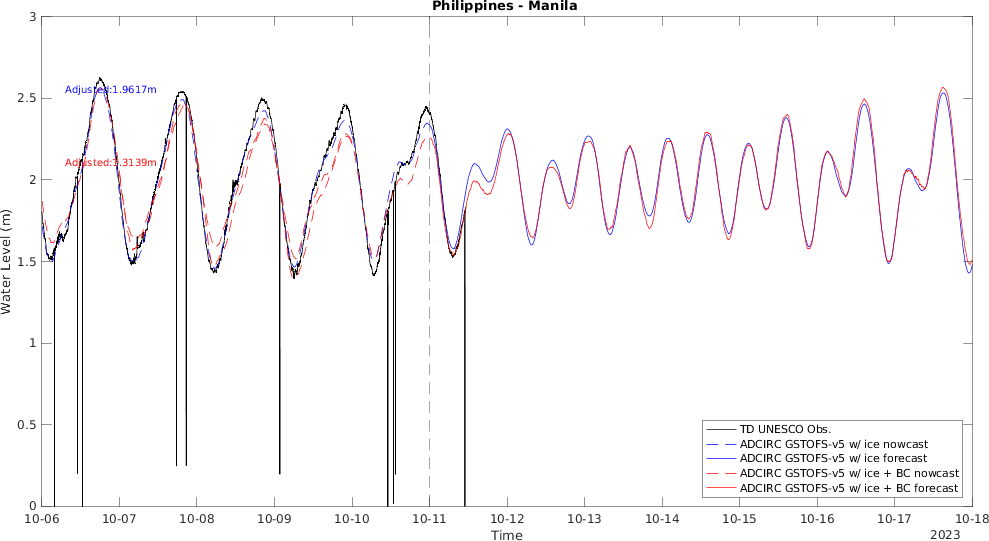 Philippines - Manila
3
2.5
2
1.5
1
0.5
0
Water Level (m)
Adjusted:1.9617m
Adjusted:1.3139m
TD UNESCO Obs.
ADCIRC GSTOFS-v5 w/ ice nowcast
ADCIRC GSTOFS-v5 w/ ice forecast
ADCIRC GSTOFS-v5 w/ ice + BC nowcast
ADCIRC GSTOFS-v5 w/ ice + BC forecast
10-06 10-07 10-08 10-09 10-10 10-11 10-12 10-13 10-14 10-15 10-16 10-17 10-18
Time
2023